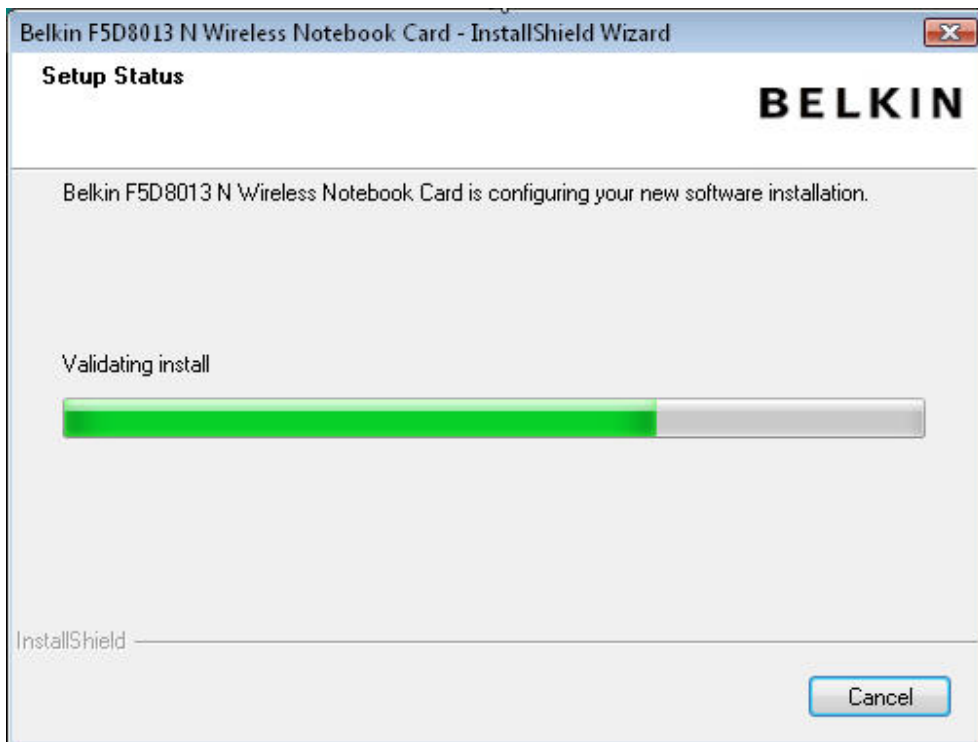 Belkin F5D8013 N Wireless Notebook Card - InstallShield Wizard
Setup Status
BELKIN
Belkin F5D8013 N Wireless Notebook Card is configuring your new software installation.
Validating install
InstallShield
Cancel